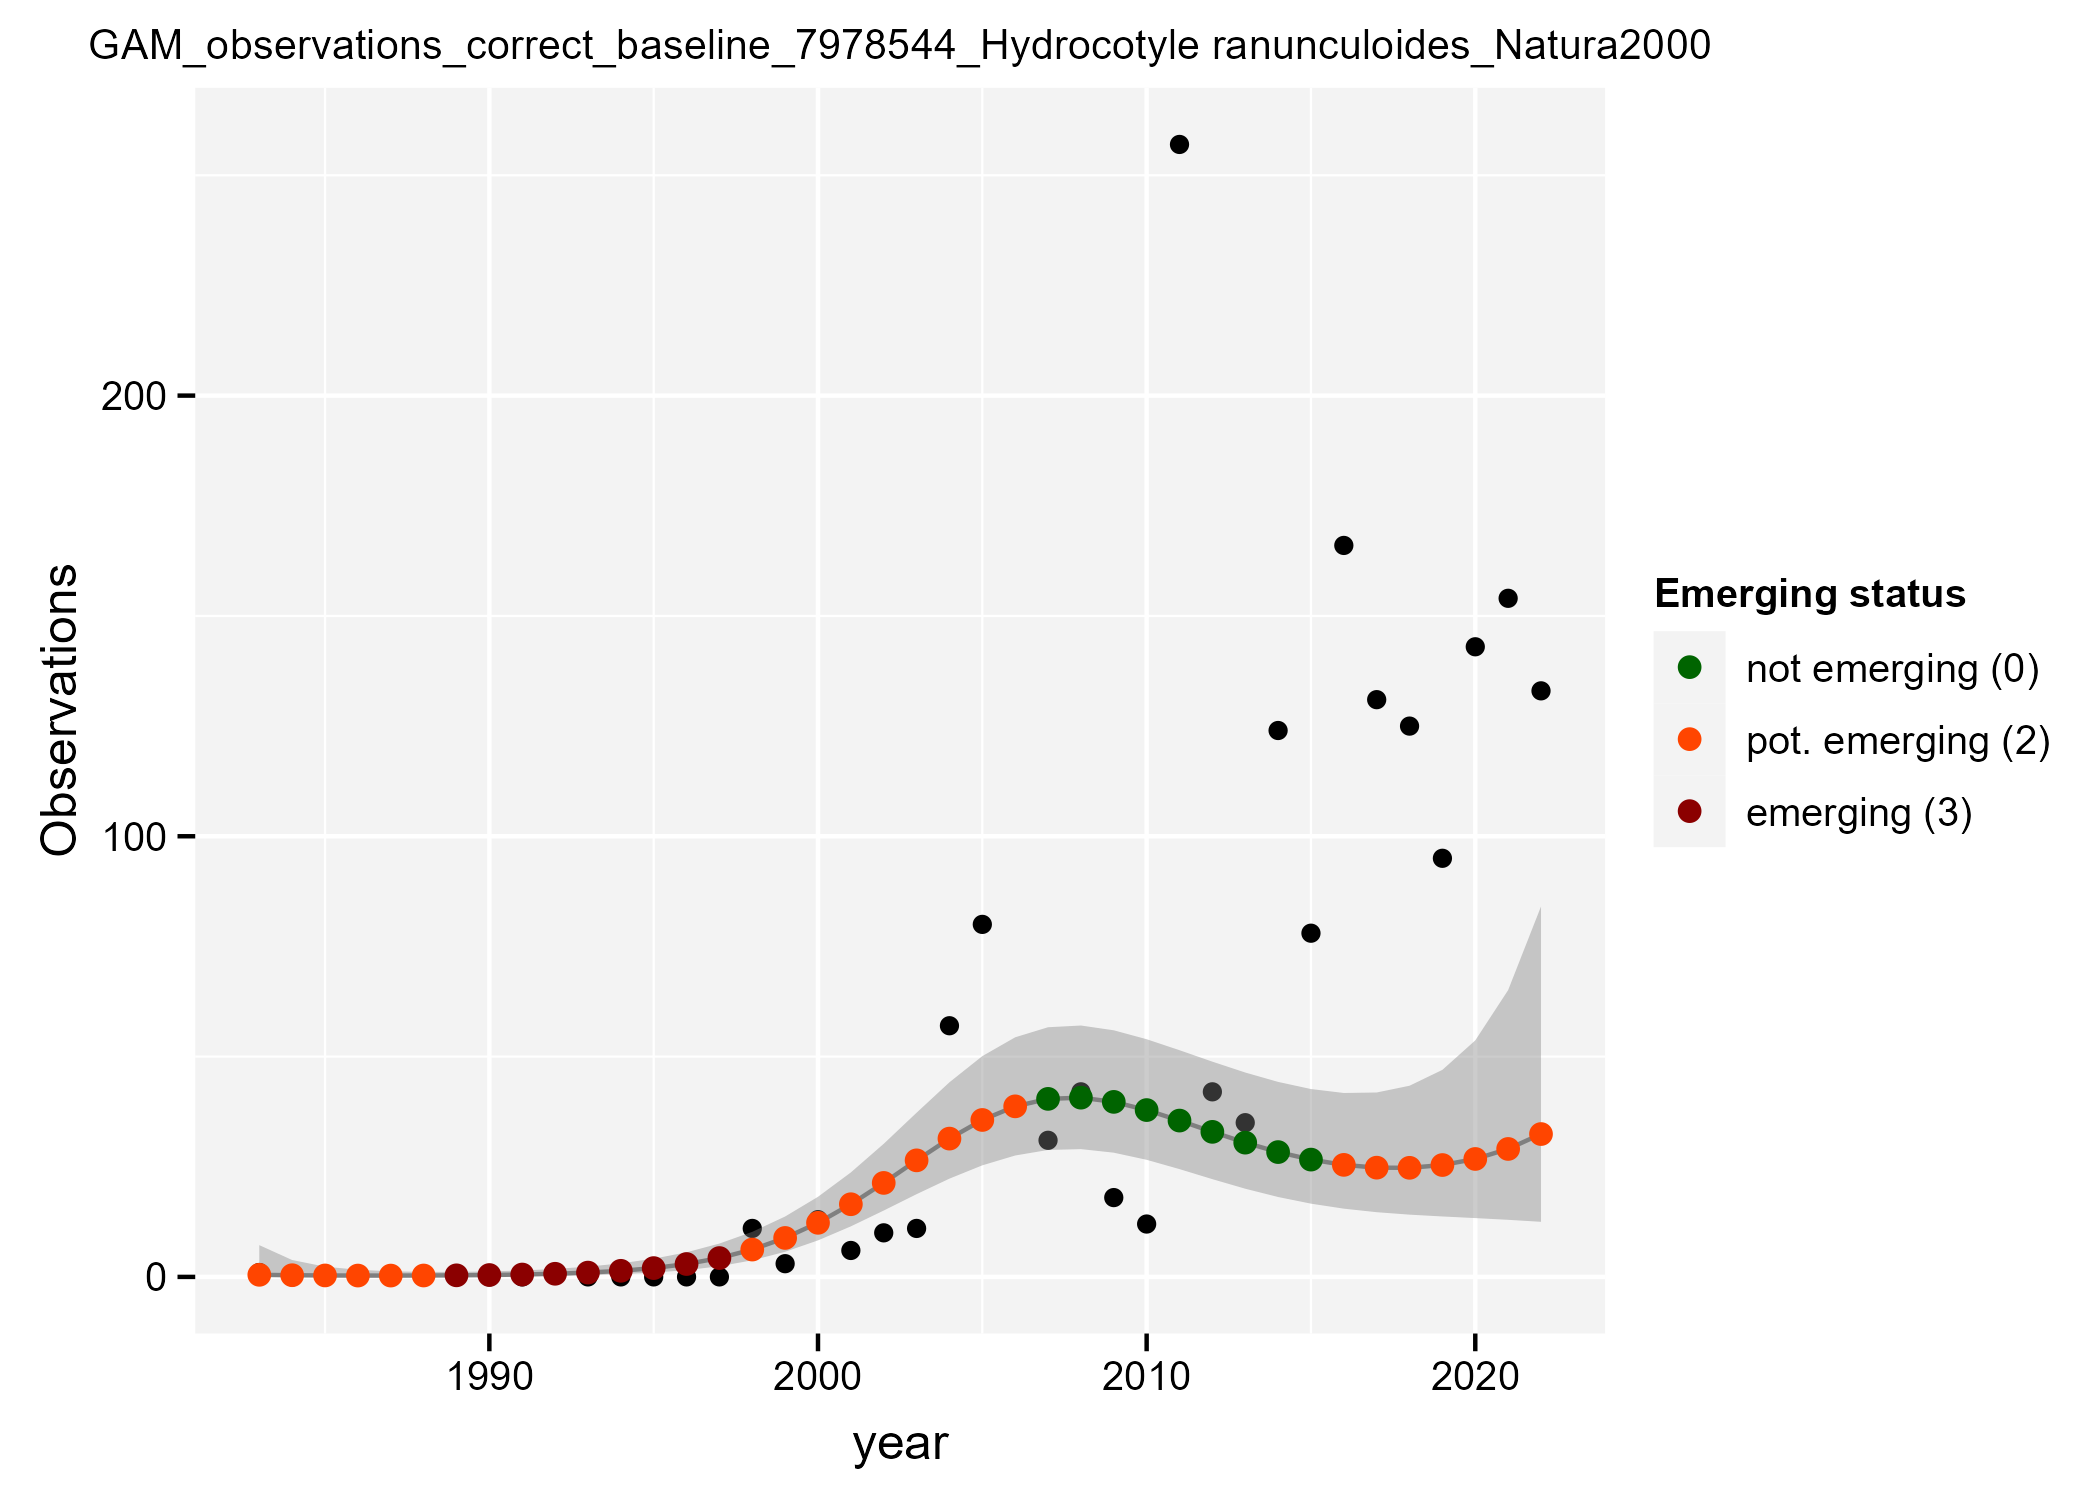 GAM_observations_correct_baseline_7978544_Hydrocotyle ranunculoides_Natura2000
Observations
200
100
0
1990
2000
2010
2020
year
Emerging status
not emerging (0)
pot. emerging (2)
emerging (3)